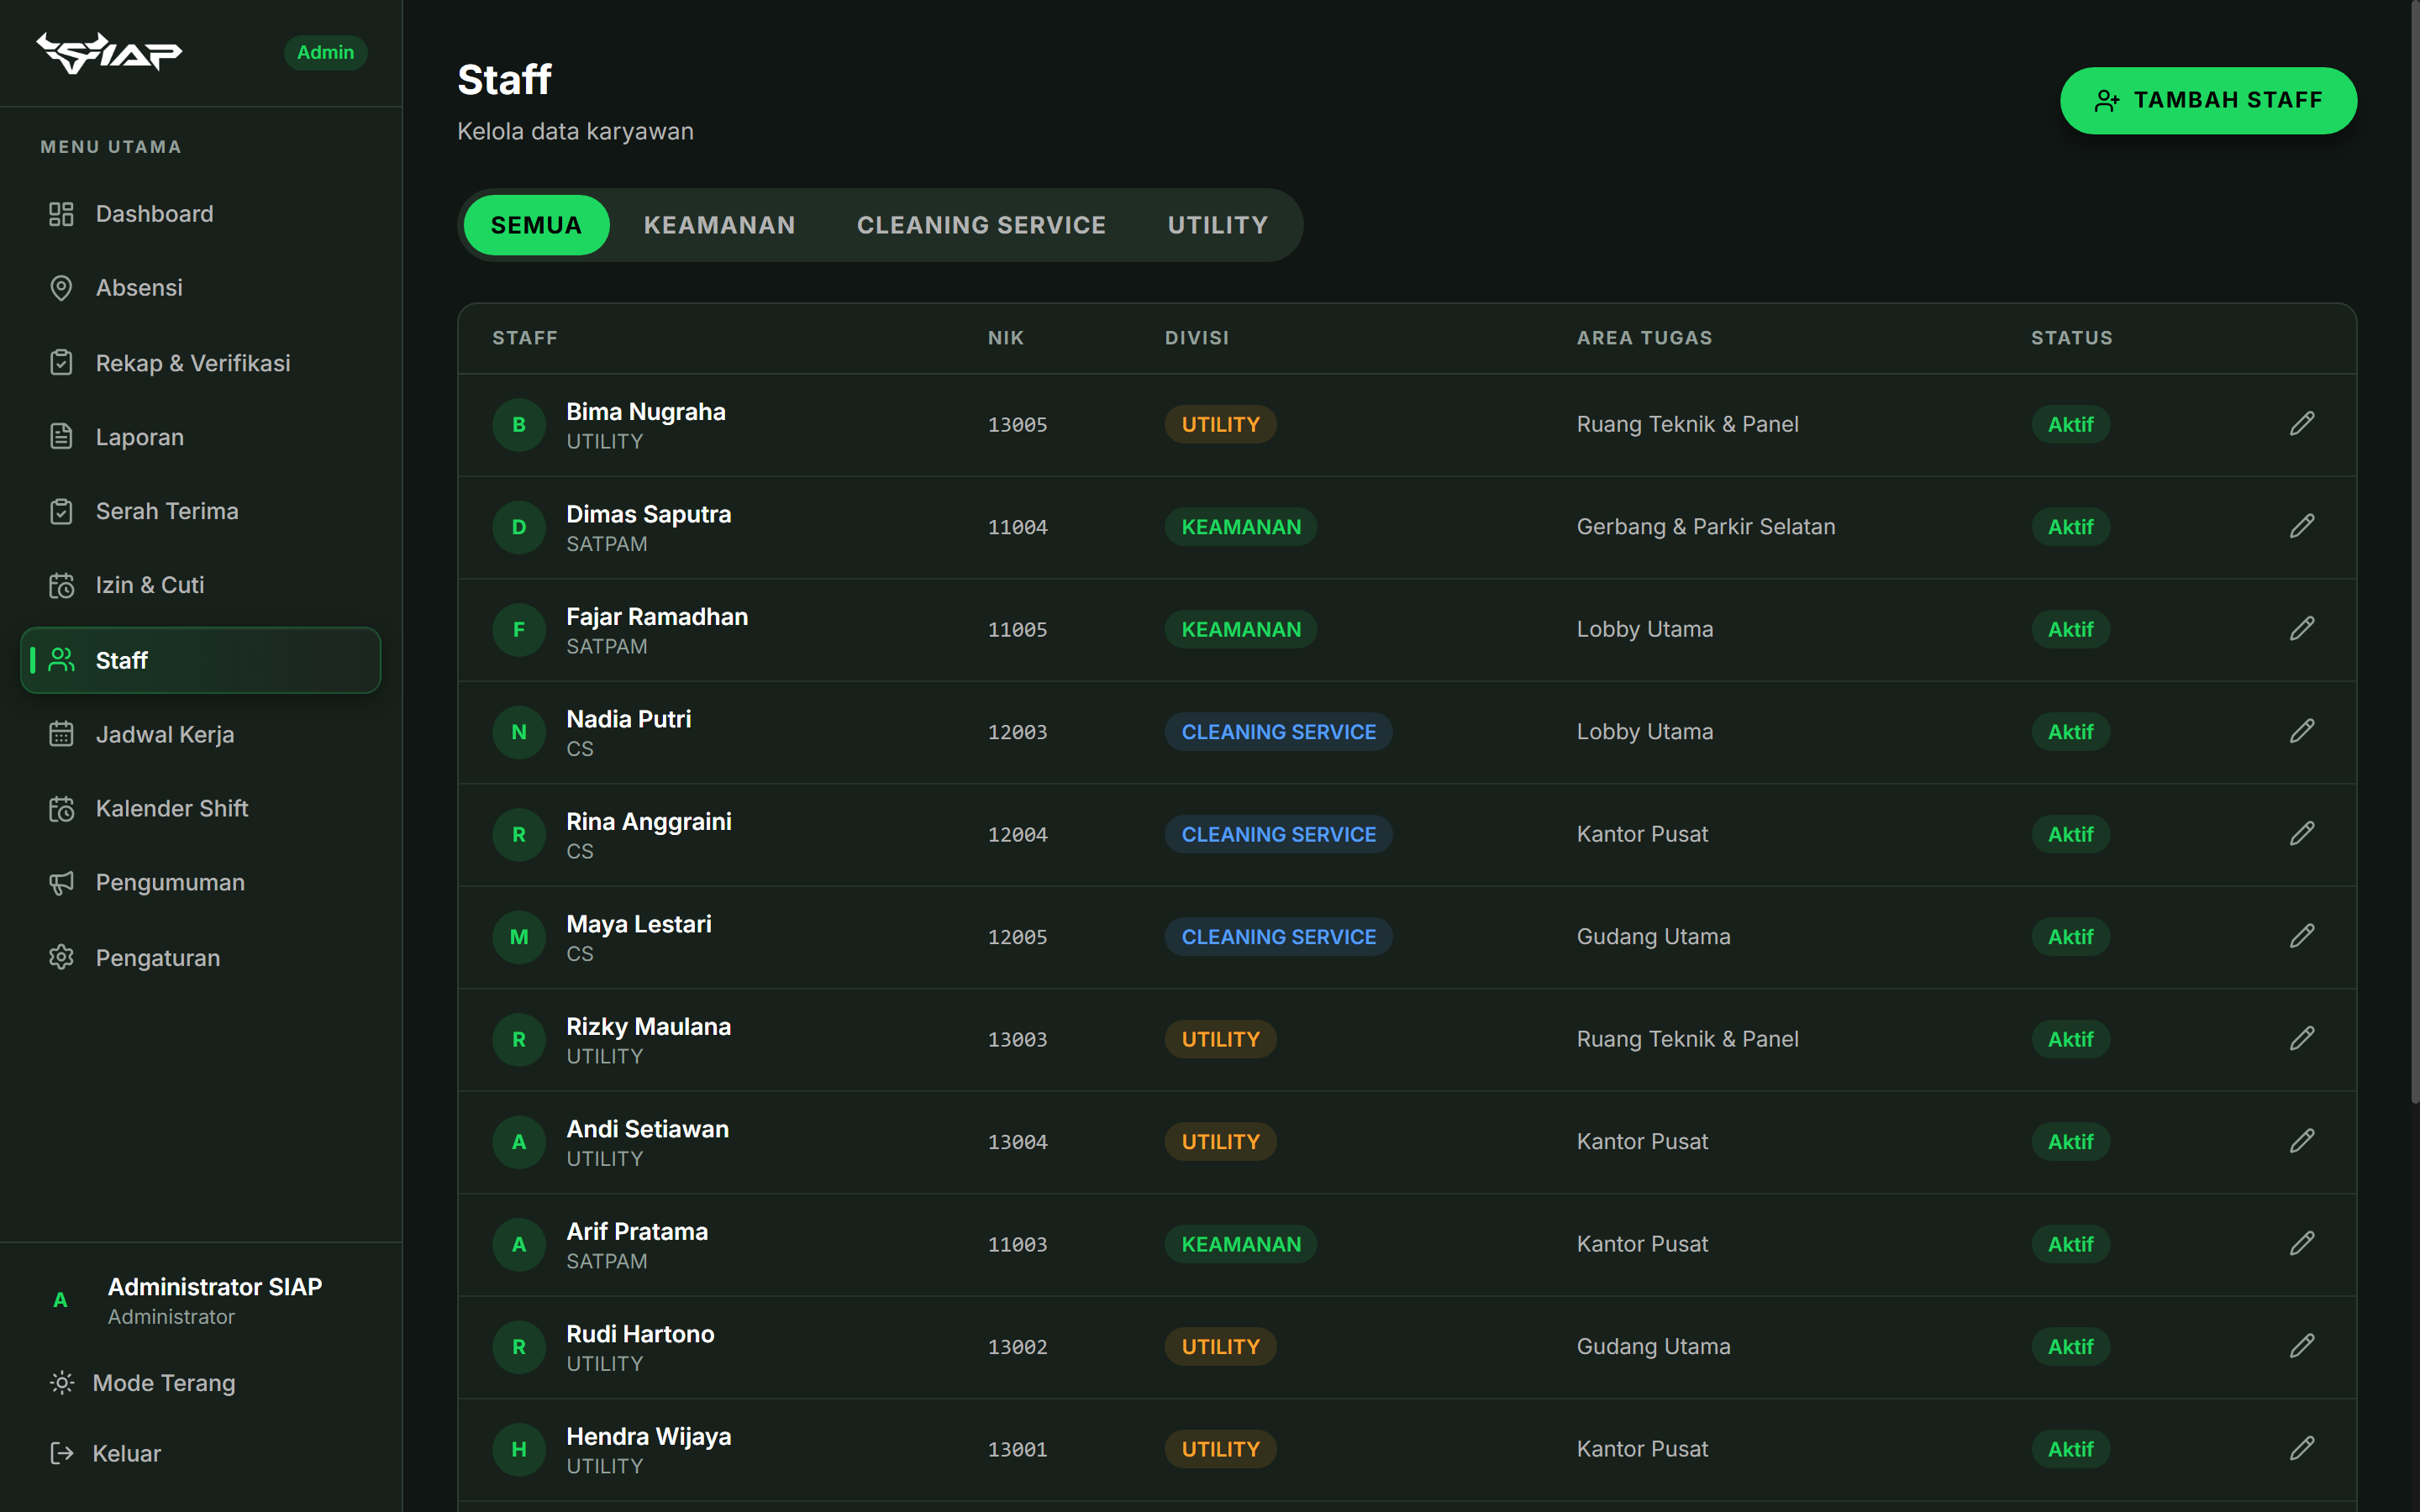 SIAP
Admin
MENU UTAMA
Dashboard
Absensi
Rekap & Verifikasi
Laporan
Serah Terima
Izin & Cuti
Staff
Jadwal Kerja
Kalender Shift
Pengumuman
Pengaturan
A
Administrator SIAP
Administrator
Mode Terang
Keluar
Staff
Kelola data karyawan
TAMBAH STAFF
SEMUA KEAMANAN CLEANING SERVICE UTILITY
STAFF NIK DIVISI AREA TUGAS STATUS
B Bima Nugraha 13005 UTILITY Ruang Teknik & Panel Aktif
UTILITY
D Dimas Saputra 11004 KEAMANAN Gerbang & Parkir Selatan Aktif
SATPAM
F Fajar Ramadhan 11005 KEAMANAN Lobby Utama Aktif
SATPAM
N Nadia Putri 12003 CLEANING SERVICE Lobby Utama Aktif
CS
R Rina Anggraini 12004 CLEANING SERVICE Kantor Pusat Aktif
CS
M Maya Lestari 12005 CLEANING SERVICE Gudang Utama Aktif
CS
R Rizky Maulana 13003 UTILITY Ruang Teknik & Panel Aktif
UTILITY
A Andi Setiawan 13004 UTILITY Kantor Pusat Aktif
UTILITY
A Arif Pratama 11003 KEAMANAN Kantor Pusat Aktif
SATPAM
R Rudi Hartono 13002 UTILITY Gudang Utama Aktif
UTILITY
H Hendra Wijaya 13001 UTILITY Kantor Pusat Aktif
UTILITY